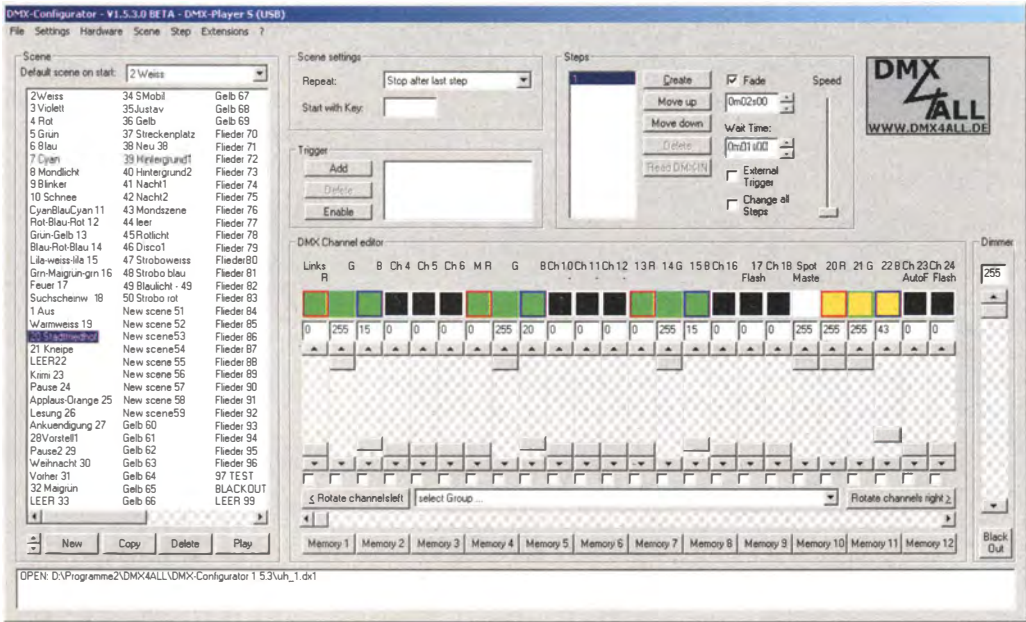 DMX-Configurator - V1.5.3.0 BETA - DMX-Player S (USB)
File Settings Hardware Scene Step Extensions ?
Scene
Default scene on start: 2 Weiss
2Weiss
3 Violett
4 Rot
5 Grun
6 Blau
7 Cyan
8 Mondlicht
9 Blinker
10 Schnee
CyanBlauCyan 11
Rot-Blau-Rot 12
Grun-Gelb 13
Blau-Rot-Blau 14
Lila-weiss-lila 15
Grn-Maigrun-grn 16
Feuer 17
Suchscheinw 18
1 Aus
Warmweiss 19
21 Kneipe
LEER22
Krimi 23
Pause 24
Applaus-Orange 25
Lesung 26
Ankuendigung 27
28Vorstell1
Pause2 29
Weihnacht 30
Vorher 31
32 Maigrun
LEER 33
34 SMobil
35Justav
36 Gelb
37 Streckenplatz
38 Neu 38
39 Hintergrund1
40 Hintergrund2
41 Nacht1
42 Nacht2
43 Mondszene
44 leer
45 Rotlicht
46 Disco1
47 Stroboweiss
48 Strobo blau
49 Blaulicht - 49
50 Strobo rot
New scene 51
New scene 52
New scene53
New scene54
New scene 55
New scene 56
New scene 57
New scene 58
New scene59
Gelb 60
Gelb 61
Gelb 62
Gelb 63
Gelb 64
Gelb 65
Gelb 66
Gelb 67
Gelb 68
Gelb 69
Flieder 70
Flieder 71
Flieder 72
Flieder 73
Flieder 74
Flieder 75
Flieder 76
Flieder 77
Flieder 78
Flieder 79
Flieder80
Flieder 81
Flieder 82
Flieder 83
Flieder 84
Flieder 85
Flieder 86
Flieder 87
Flieder 88
Flieder 89
Flieder 90
Flieder 91
Flieder 92
Flieder 93
Flieder 94
Flieder 95
Flieder 96
97 TEST
BLACKOUT
LEER 99
New Copy Delete Play
Scene settings
Repeat: Stop after last step
Start with Key:
Trigger
Add
Delete
Enable
Steps
1
Create
Move up
Move down
Delete
Read DMX-IN
Fade
0m02s00
Wait Time:
0m01s00
External Trigger
Change all Steps
Speed
DMX
4ALL
WWW.DMX4ALL.DE
DMX Channel editor
Links R G B Ch 4 Ch 5 Ch 6 M R G B Ch 10 Ch 11 Ch 12 13 R 14 G 15 B Ch 16 17 Flash Ch 18 Spot Maste 20 R 21 G 22 B Ch 23 AutoF Ch 24 Flash
0 255 15 0 0 0 0 255 20 0 0 0 0 255 15 0 0 0 255 255 255 43 0 0
< Rotate channels left select Group ... Rotate channels right >
Memory 1 Memory 2 Memory 3 Memory 4 Memory 5 Memory 6 Memory 7 Memory 8 Memory 9 Memory 10 Memory 11 Memory 12
Dimmer
255
Black Out
OPEN: D:\Programme2\DMX4ALL\DMX-Configurator 1 5.3\uh_1.dx1